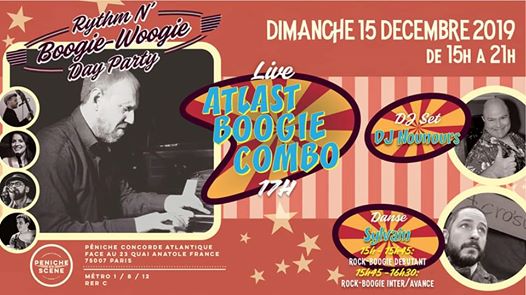 Rythm N'
Boogie-Woogie
Day Party
DIMANCHE 15 DECEMBRE 2019
DE 15H A 21H
Live
ATLAST
BOOGIE
COMBO
17H
DJ Set
DJ Nounours
Danse
Sylvain
15h - 15h45:
ROCK-BOOGIE DEBUTANT
15h45 -16h30:
ROCK-BOOGIE INTER/AVANCE
PENICHE
SCÈNE
PÉNICHE CONCORDE ATLANTIQUE
FACE AU 23 QUAI ANATOLE FRANCE
75007 PARIS
MÉTRO 1 / 8 / 12
RER C